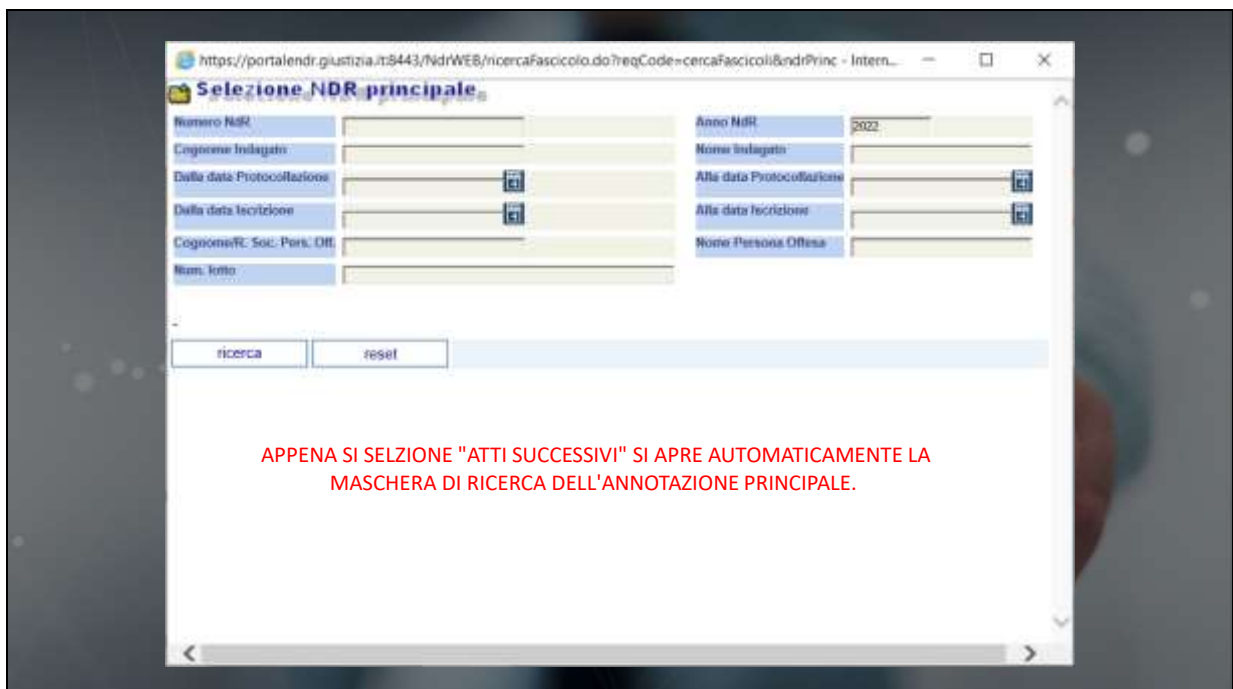 https://portalendr.giustizia.it:8443/NdrWEB/ricercaFascicolo.do?reqCode=cercaFascicoli&ndrPrinc - Intern...
Selezione NDR principale
Numero NdR
Anno NdR 2022
Cognome Indagato
Nome Indagato
Dalla data Protocollazione
Alla data Protocollazione
Dalla data Iscrizione
Alla data Iscrizione
Cognome/R. Soc. Pers. Off.
Nome Persona Offesa
Num. lotto
-
ricerca reset
APPENA SI SELZIONE "ATTI SUCCESSIVI" SI APRE AUTOMATICAMENTE LA
MASCHERA DI RICERCA DELL'ANNOTAZIONE PRINCIPALE.